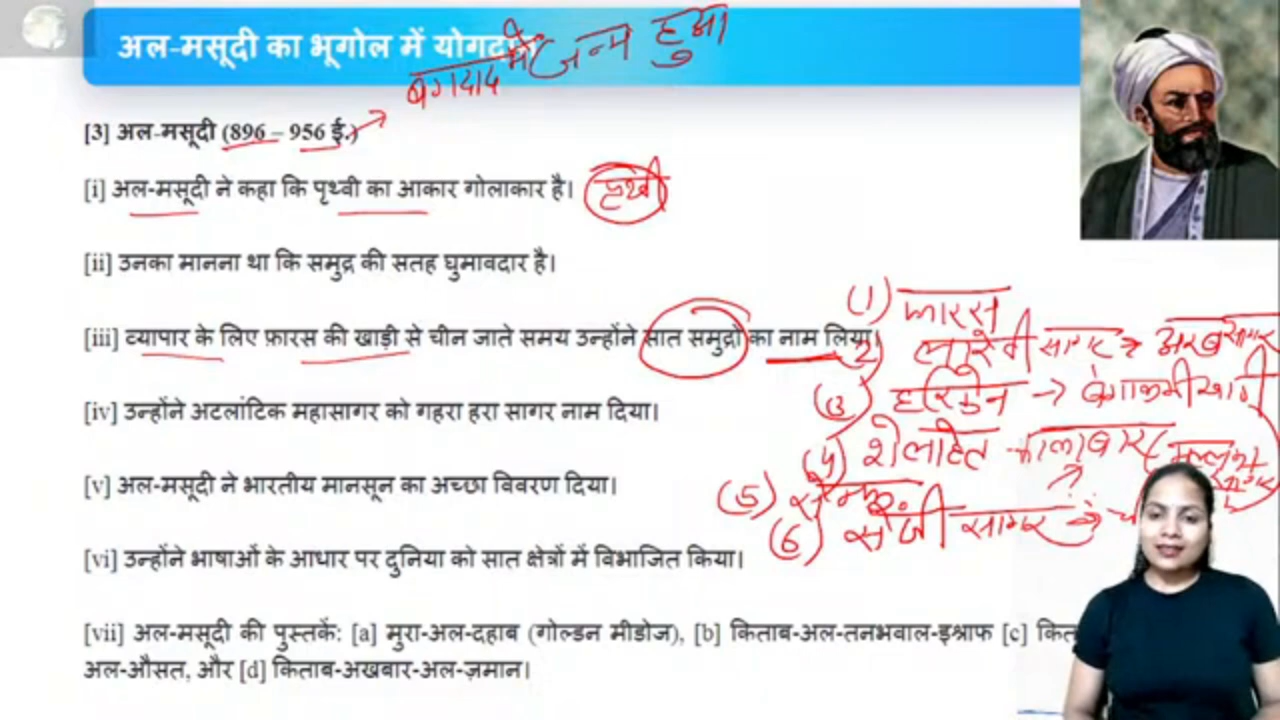 अल-मसूदी का भूगोल में
बगदाद में जन्म हुआ
[3] अल-मसूदी (896 – 956 ई.)
[i] अल-मसूदी ने कहा कि पृथ्वी का आकार गोलाकार है।
पृथ्वी
[ii] उनका मानना था कि समुद्र की सतह घुमावदार है।
[iii] व्यापार के लिए फ़ारस की खाड़ी से चीन जाते समय उन्होंने सात समुद्रों का नाम लिया।
(1) फारस
(2) सागर → अरब सागर
[iv] उन्होंने अटलांटिक महासागर को गहरा हरा सागर नाम दिया।
(3) → बंगाल की खाड़ी
(4) शेलाहित
[v] अल-मसूदी ने भारतीय मानसून का अच्छा विवरण दिया।
(5)
(6) सागर
[vi] उन्होंने भाषाओं के आधार पर दुनिया को सात क्षेत्रों में विभाजित किया।
[vii] अल-मसूदी की पुस्तकें: [a] मुरा-अल-दहाब (गोल्डन मीडोज), [b] किताब-अल-तनभवाल-इश्राफ [c]
अल-औसत, और [d] किताब-अखबार-अल-ज़मान।